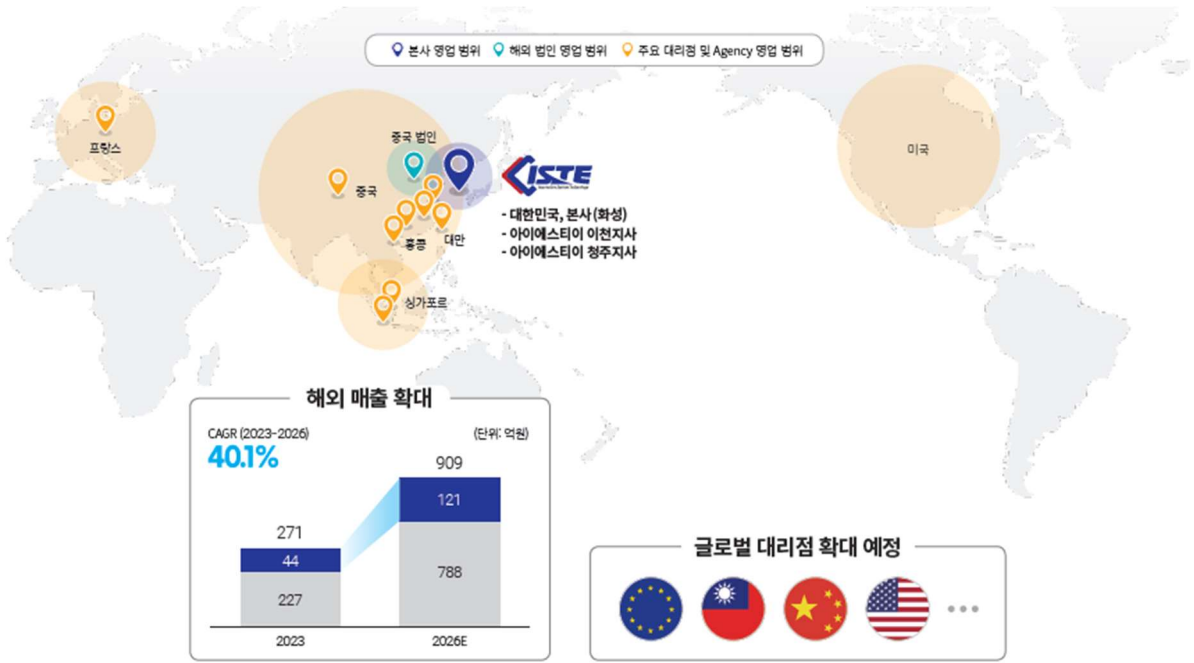 본사 영업 범위 해외 법인 영업 범위 주요 대리점 및 Agency 영업 범위
프랑스
중국 법인
중국
홍콩
대만
싱가포르
미국
ISTE
- 대한민국, 본사 (화성)
- 아이에스티이 이천지사
- 아이에스티이 청주지사
해외 매출 확대
CAGR (2023-2026)
(단위: 억원)
40.1%
909
121
271
44
788
227
2023
2026E
글로벌 대리점 확대 예정